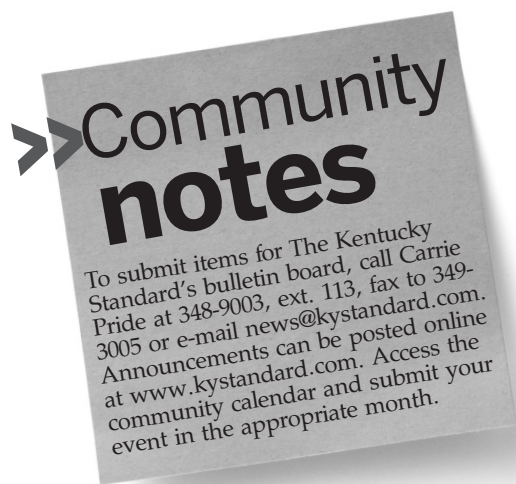 >>Community
notes
To submit items for The Kentucky
Standard's bulletin board, call Carrie
Pride at 348-9003, ext. 113, fax to 349-
3005 or e-mail news@kystandard.com.
Announcements can be posted online
at www.kystandard.com. Access the
community calendar and submit your
event in the appropriate month.